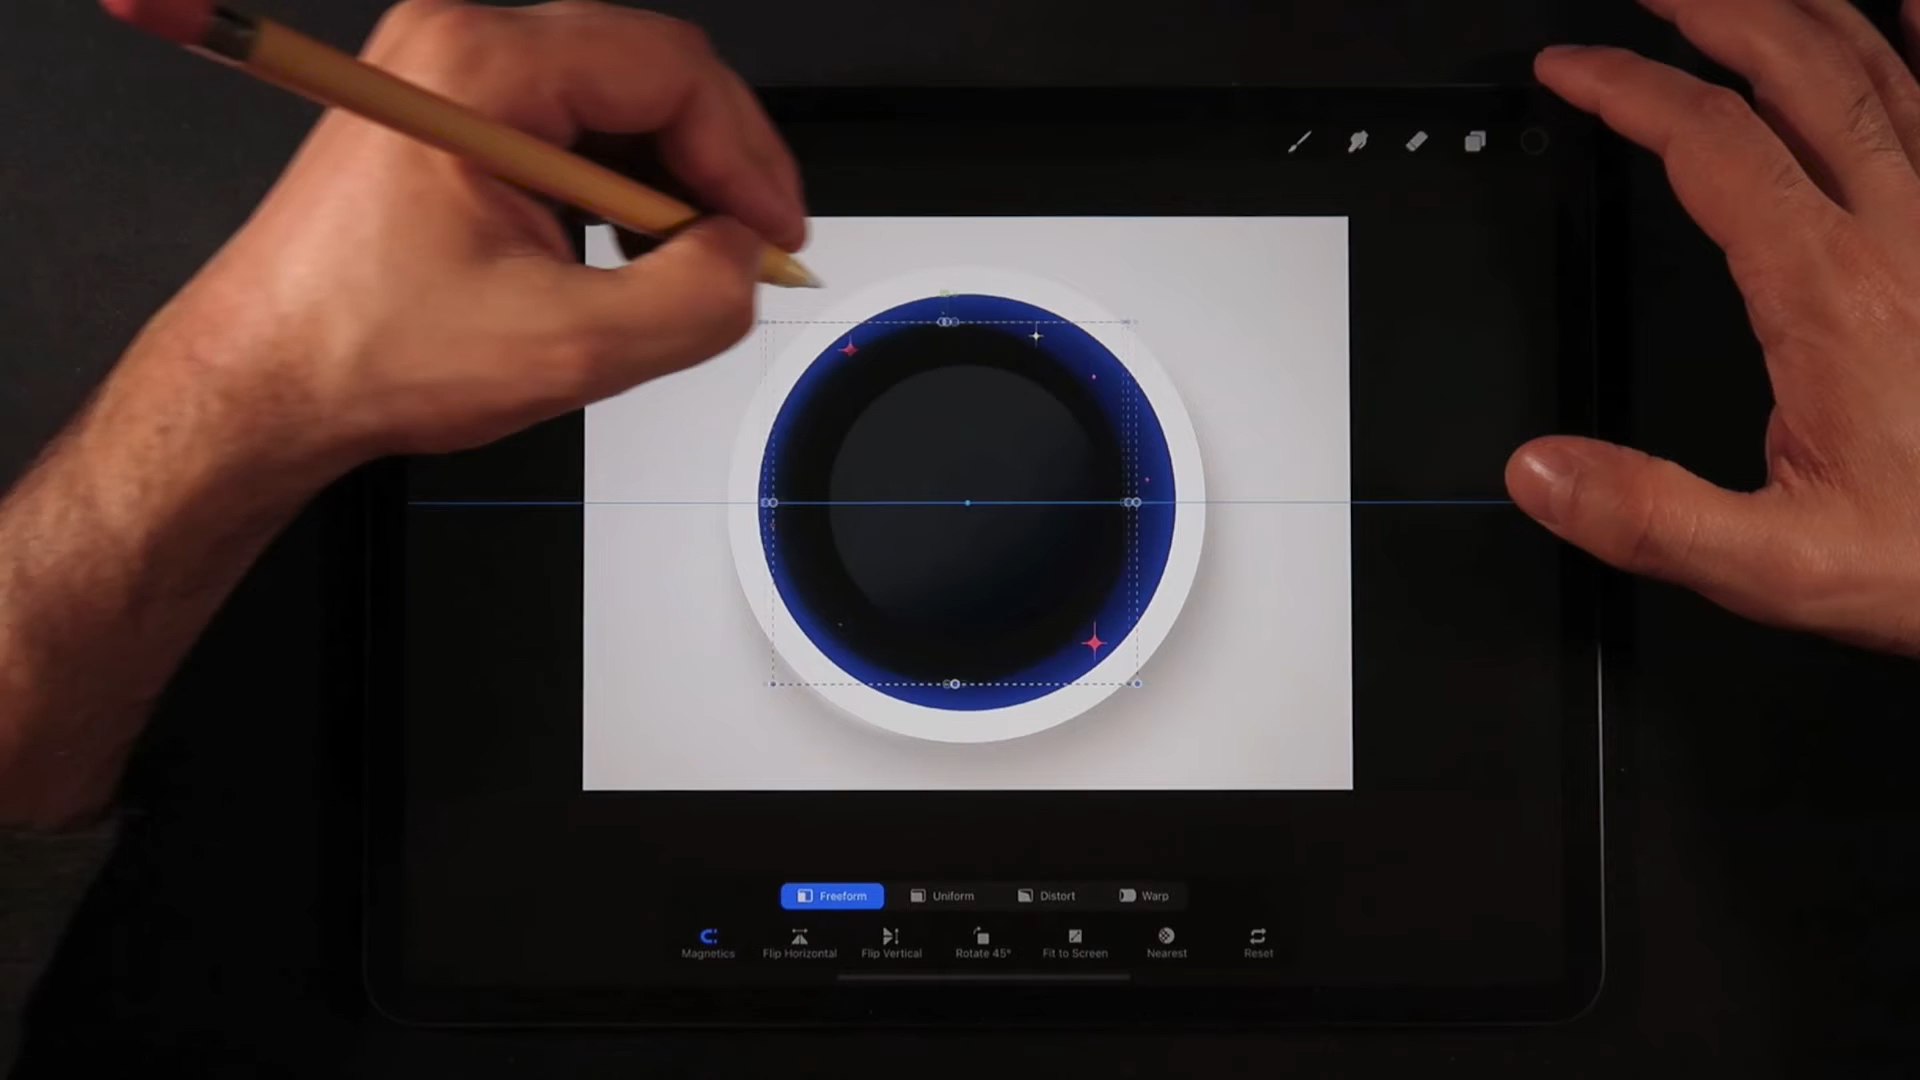 Freeform Uniform Distort Warp
Magnetics Flip Horizontal Flip Vertical Rotate 45° Fit to Screen Nearest Reset